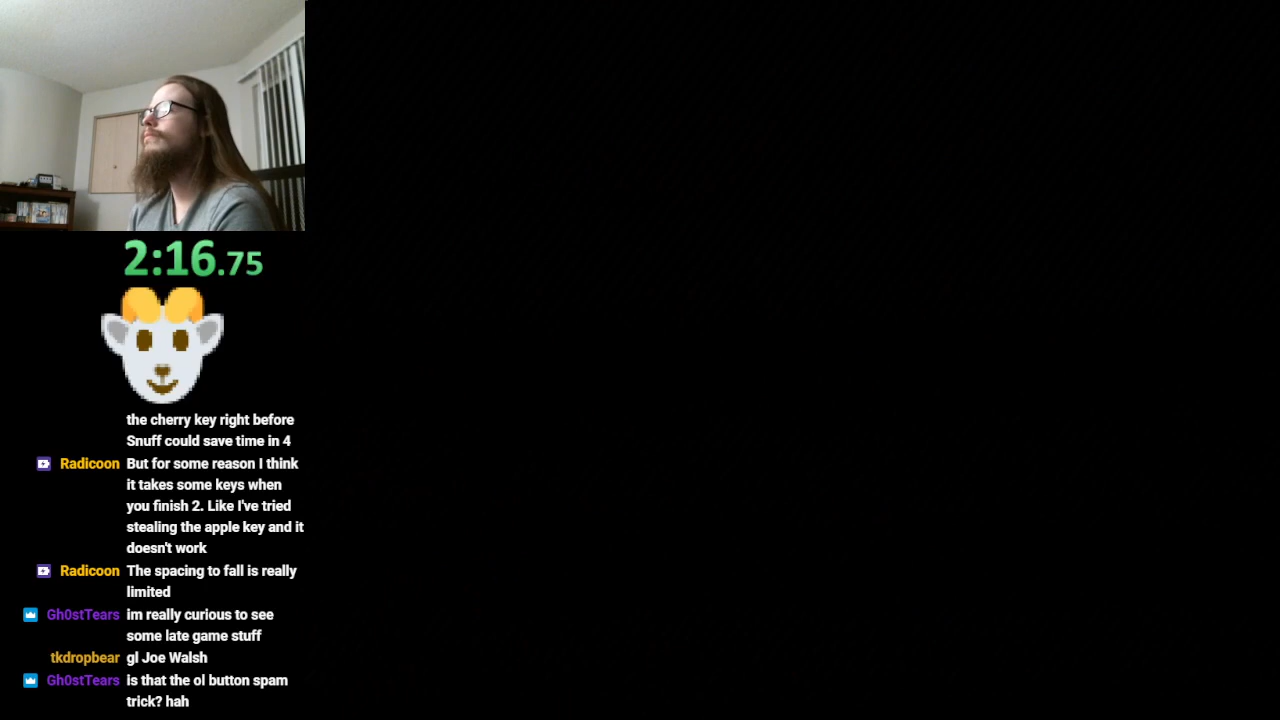 2:16.75
the cherry key right before
Snuff could save time in 4
Radicoon But for some reason I think
it takes some keys when
you finish 2. Like I've tried
stealing the apple key and it
doesn't work
Radicoon The spacing to fall is really
limited
Gh0stTears im really curious to see
some late game stuff
tkdropbear gl Joe Walsh
Gh0stTears is that the ol button spam
trick? hah